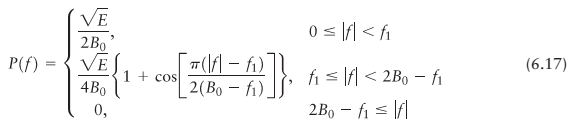 P(f) = { √E / 2B₀, 0 ≤ |f| < f₁
√E / 4B₀ {1 + cos[π(|f| − f₁) / 2(B₀ − f₁)]}, f₁ ≤ |f| < 2B₀ − f₁ (6.17)
0, 2B₀ − f₁ ≤ |f|